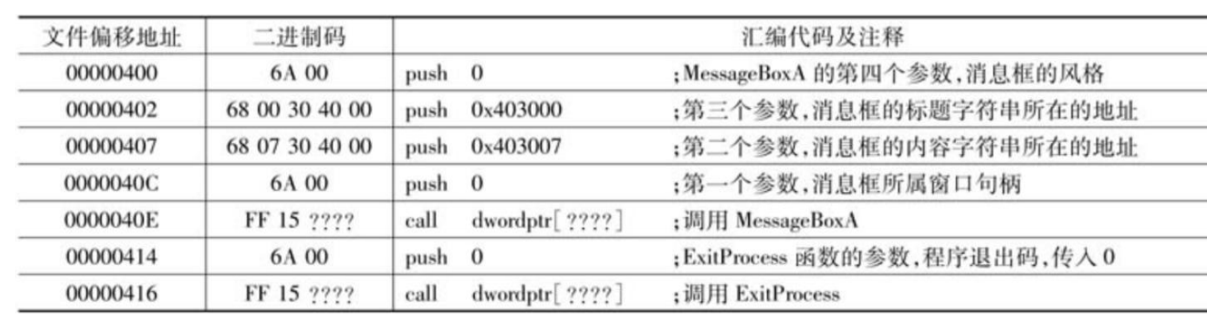 文件偏移地址 二进制码 汇编代码及注释
00000400 6A 00 push 0 ;MessageBoxA 的第四个参数,消息框的风格
00000402 68 00 30 40 00 push 0x403000 ;第三个参数,消息框的标题字符串所在的地址
00000407 68 07 30 40 00 push 0x403007 ;第二个参数,消息框的内容字符串所在的地址
0000040C 6A 00 push 0 ;第一个参数,消息框所属窗口句柄
0000040E FF 15 ???? call dwordptr[ ????] ;调用 MessageBoxA
00000414 6A 00 push 0 ;ExitProcess 函数的参数,程序退出码,传入 0
00000416 FF 15 ???? call dwordptr[ ????] ;调用 ExitProcess